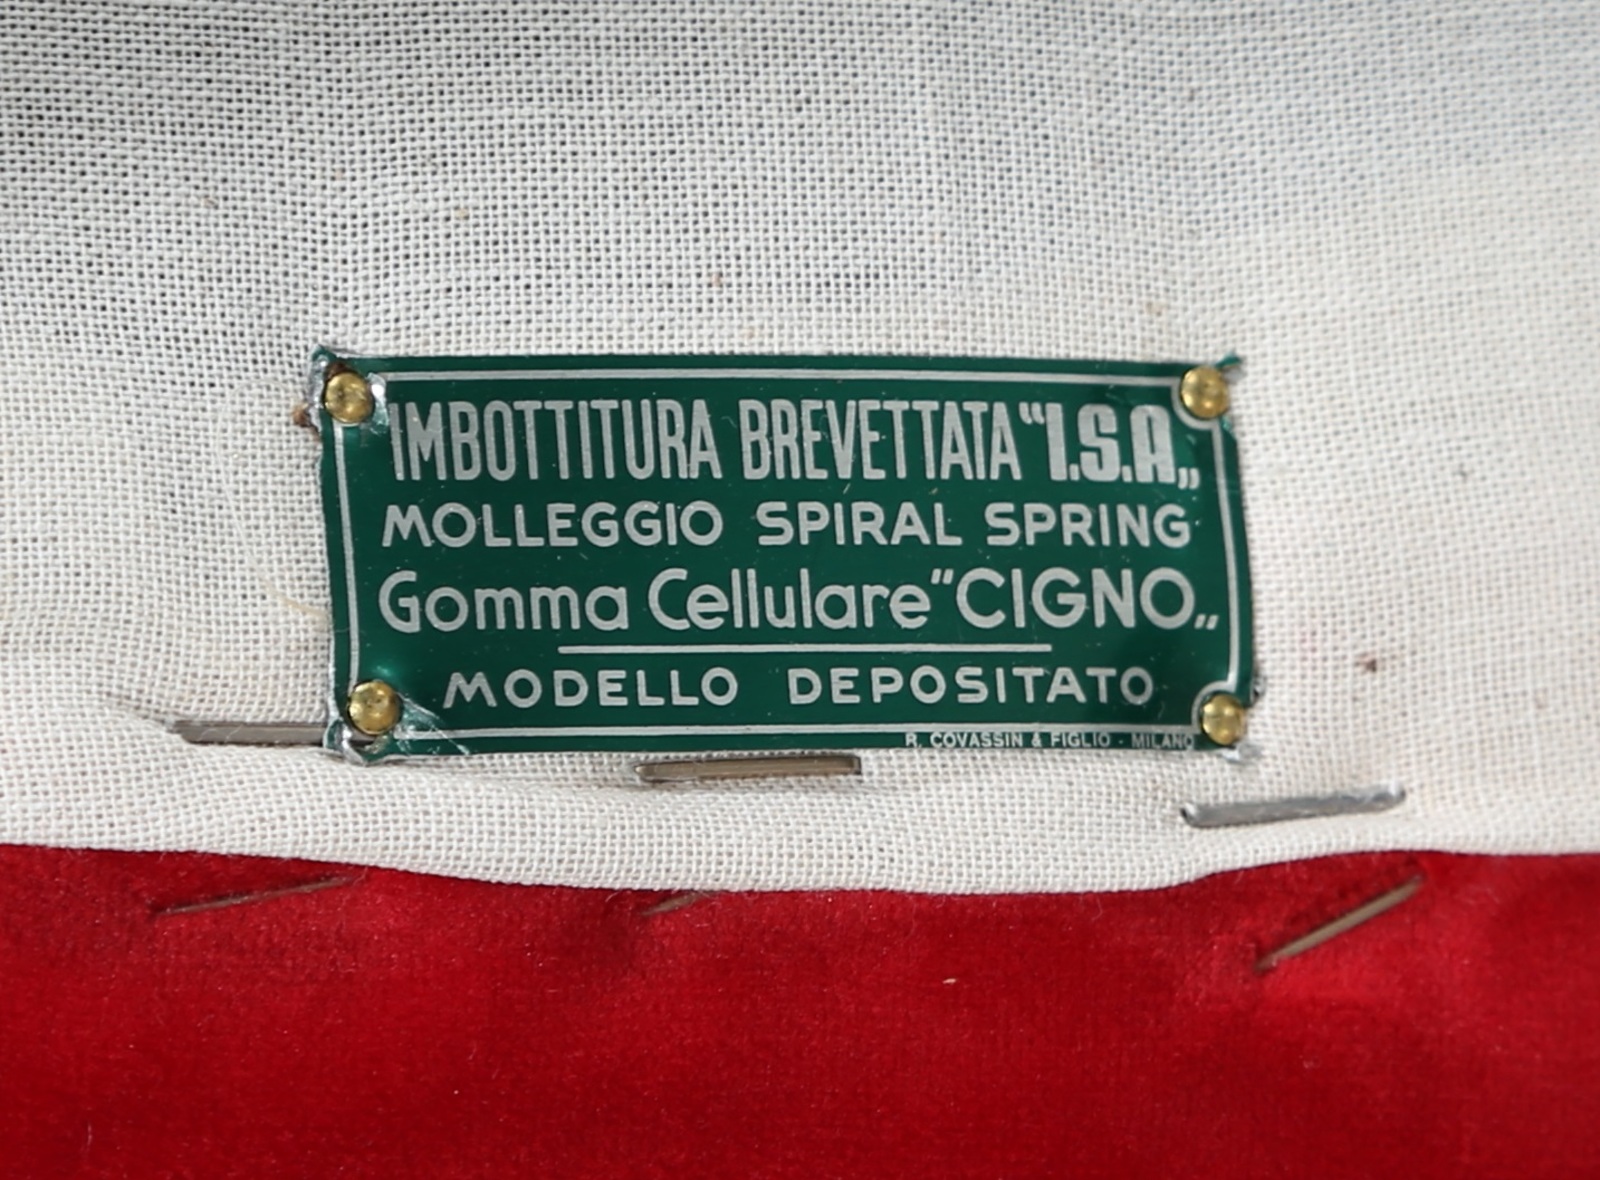 IMBOTTITURA BREVETTATA “I.S.A„
MOLLEGGIO SPIRAL SPRING
Gomma Cellulare “CIGNO„
MODELLO DEPOSITATO
R. COVASSIN & FIGLIO - MILANO